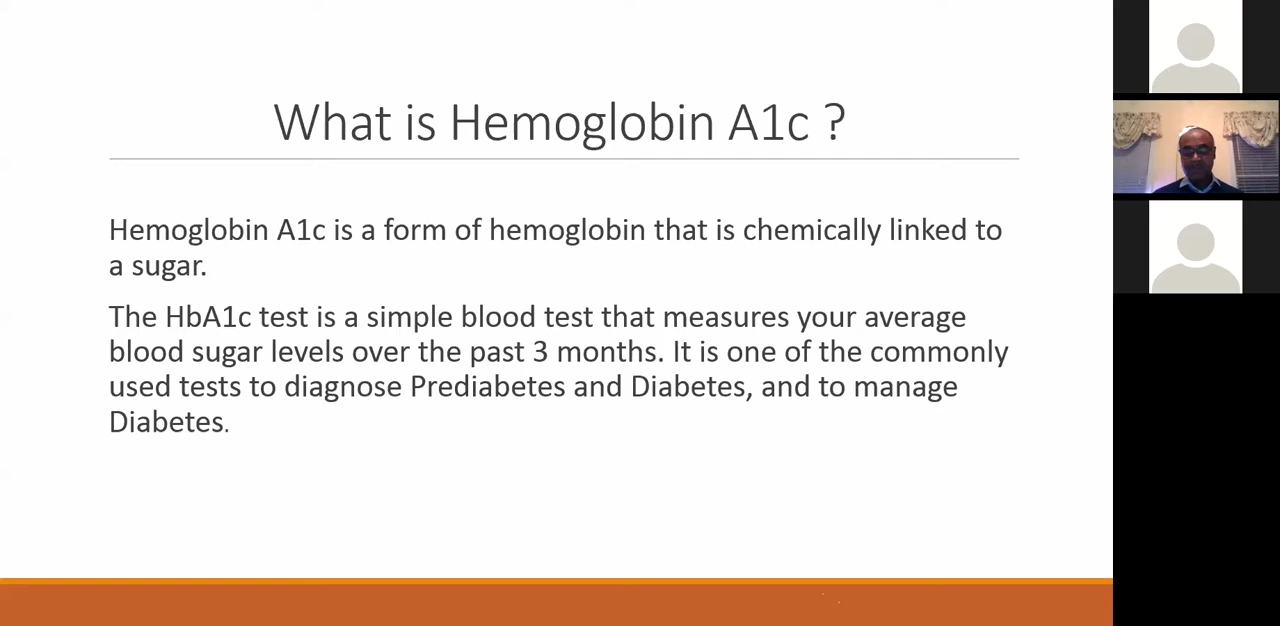 What is Hemoglobin A1c ?
Hemoglobin A1c is a form of hemoglobin that is chemically linked to
a sugar.
The HbA1c test is a simple blood test that measures your average
blood sugar levels over the past 3 months. It is one of the commonly
used tests to diagnose Prediabetes and Diabetes, and to manage
Diabetes.